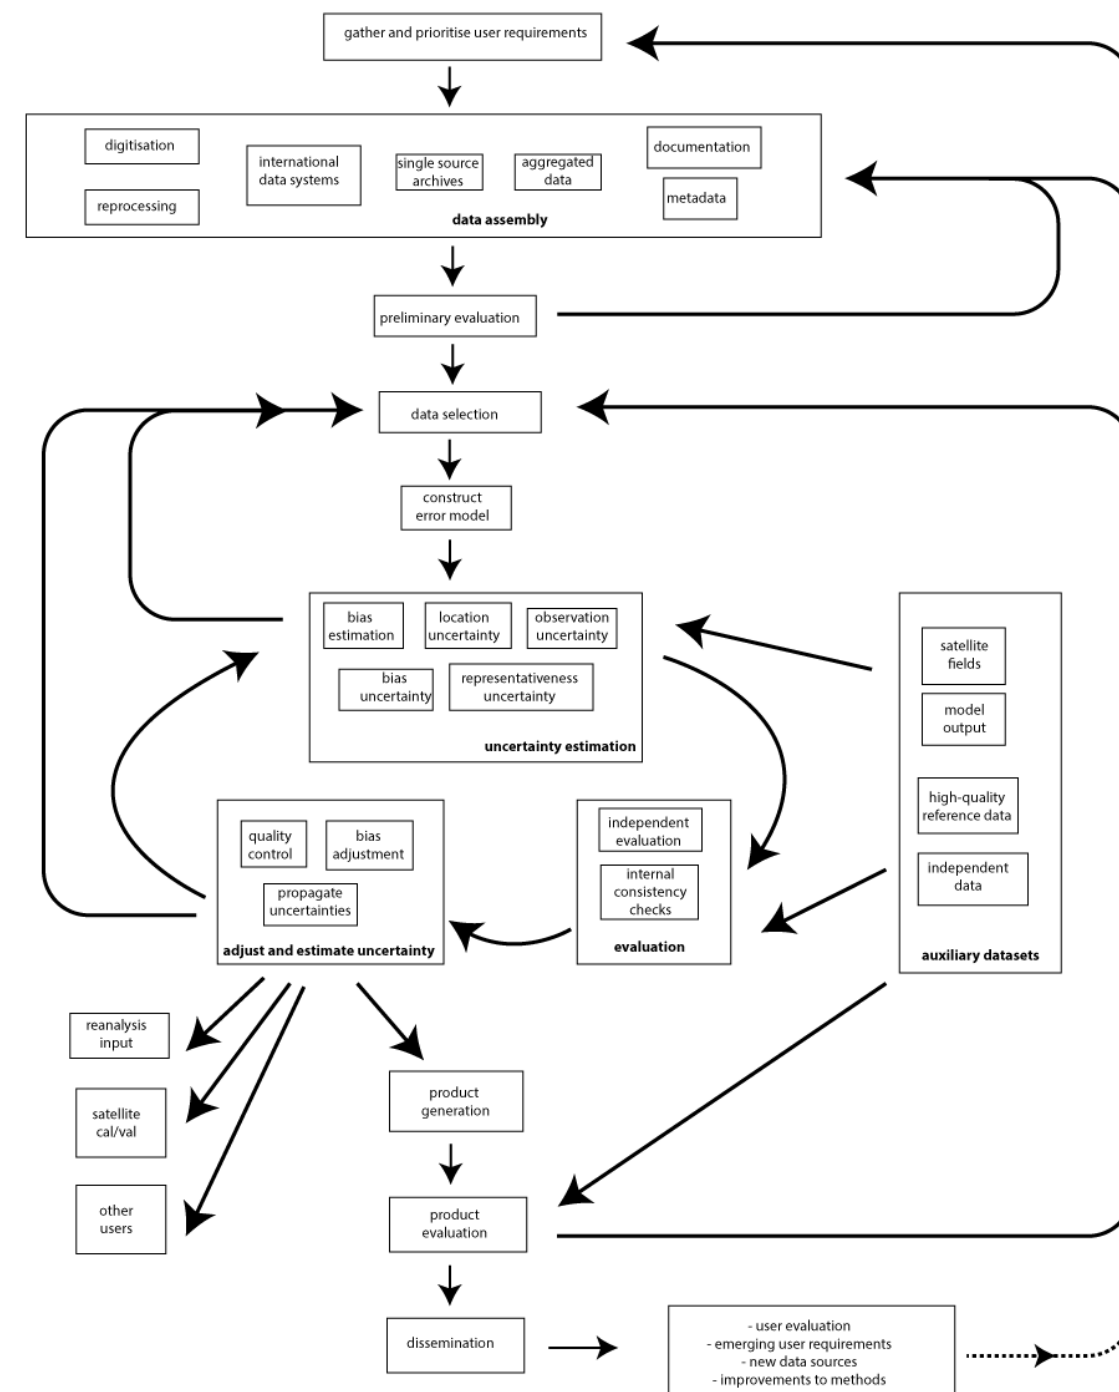 gather and prioritise user requirements
digitisation
reprocessing
international
data systems
single source
archives
aggregated
data
documentation
metadata
data assembly
preliminary evaluation
data selection
construct
error model
bias
estimation
location
uncertainty
observation
uncertainty
bias
uncertainty
representativeness
uncertainty
uncertainty estimation
satellite
fields
model
output
high-quality
reference data
independent
data
auxiliary datasets
quality
control
bias
adjustment
propagate
uncertainties
adjust and estimate uncertainty
independent
evaluation
internal
consistency
checks
evaluation
reanalysis
input
satellite
cal/val
other
users
product
generation
product
evaluation
dissemination
- user evaluation
- emerging user requirements
- new data sources
- improvements to methods